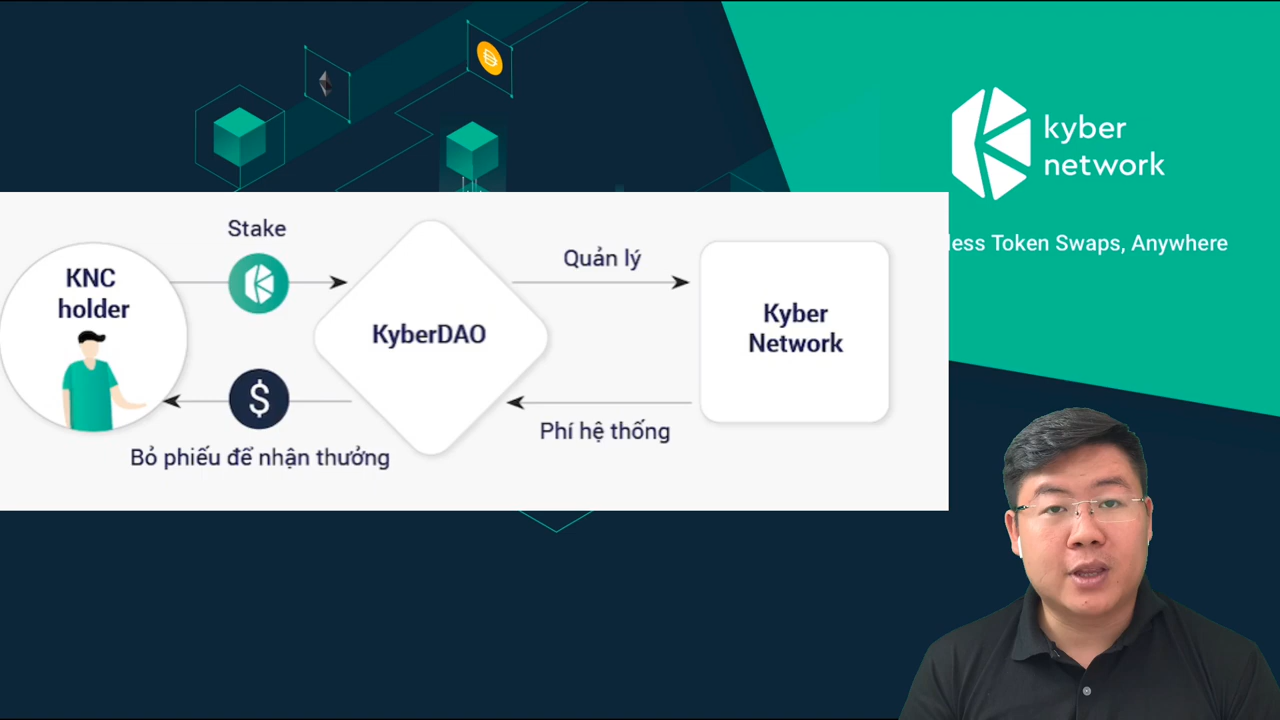 kyber
network
less Token Swaps, Anywhere
Stake
KNC
holder
KyberDAO
Quản lý
Kyber
Network
Phí hệ thống
Bỏ phiếu để nhận thưởng